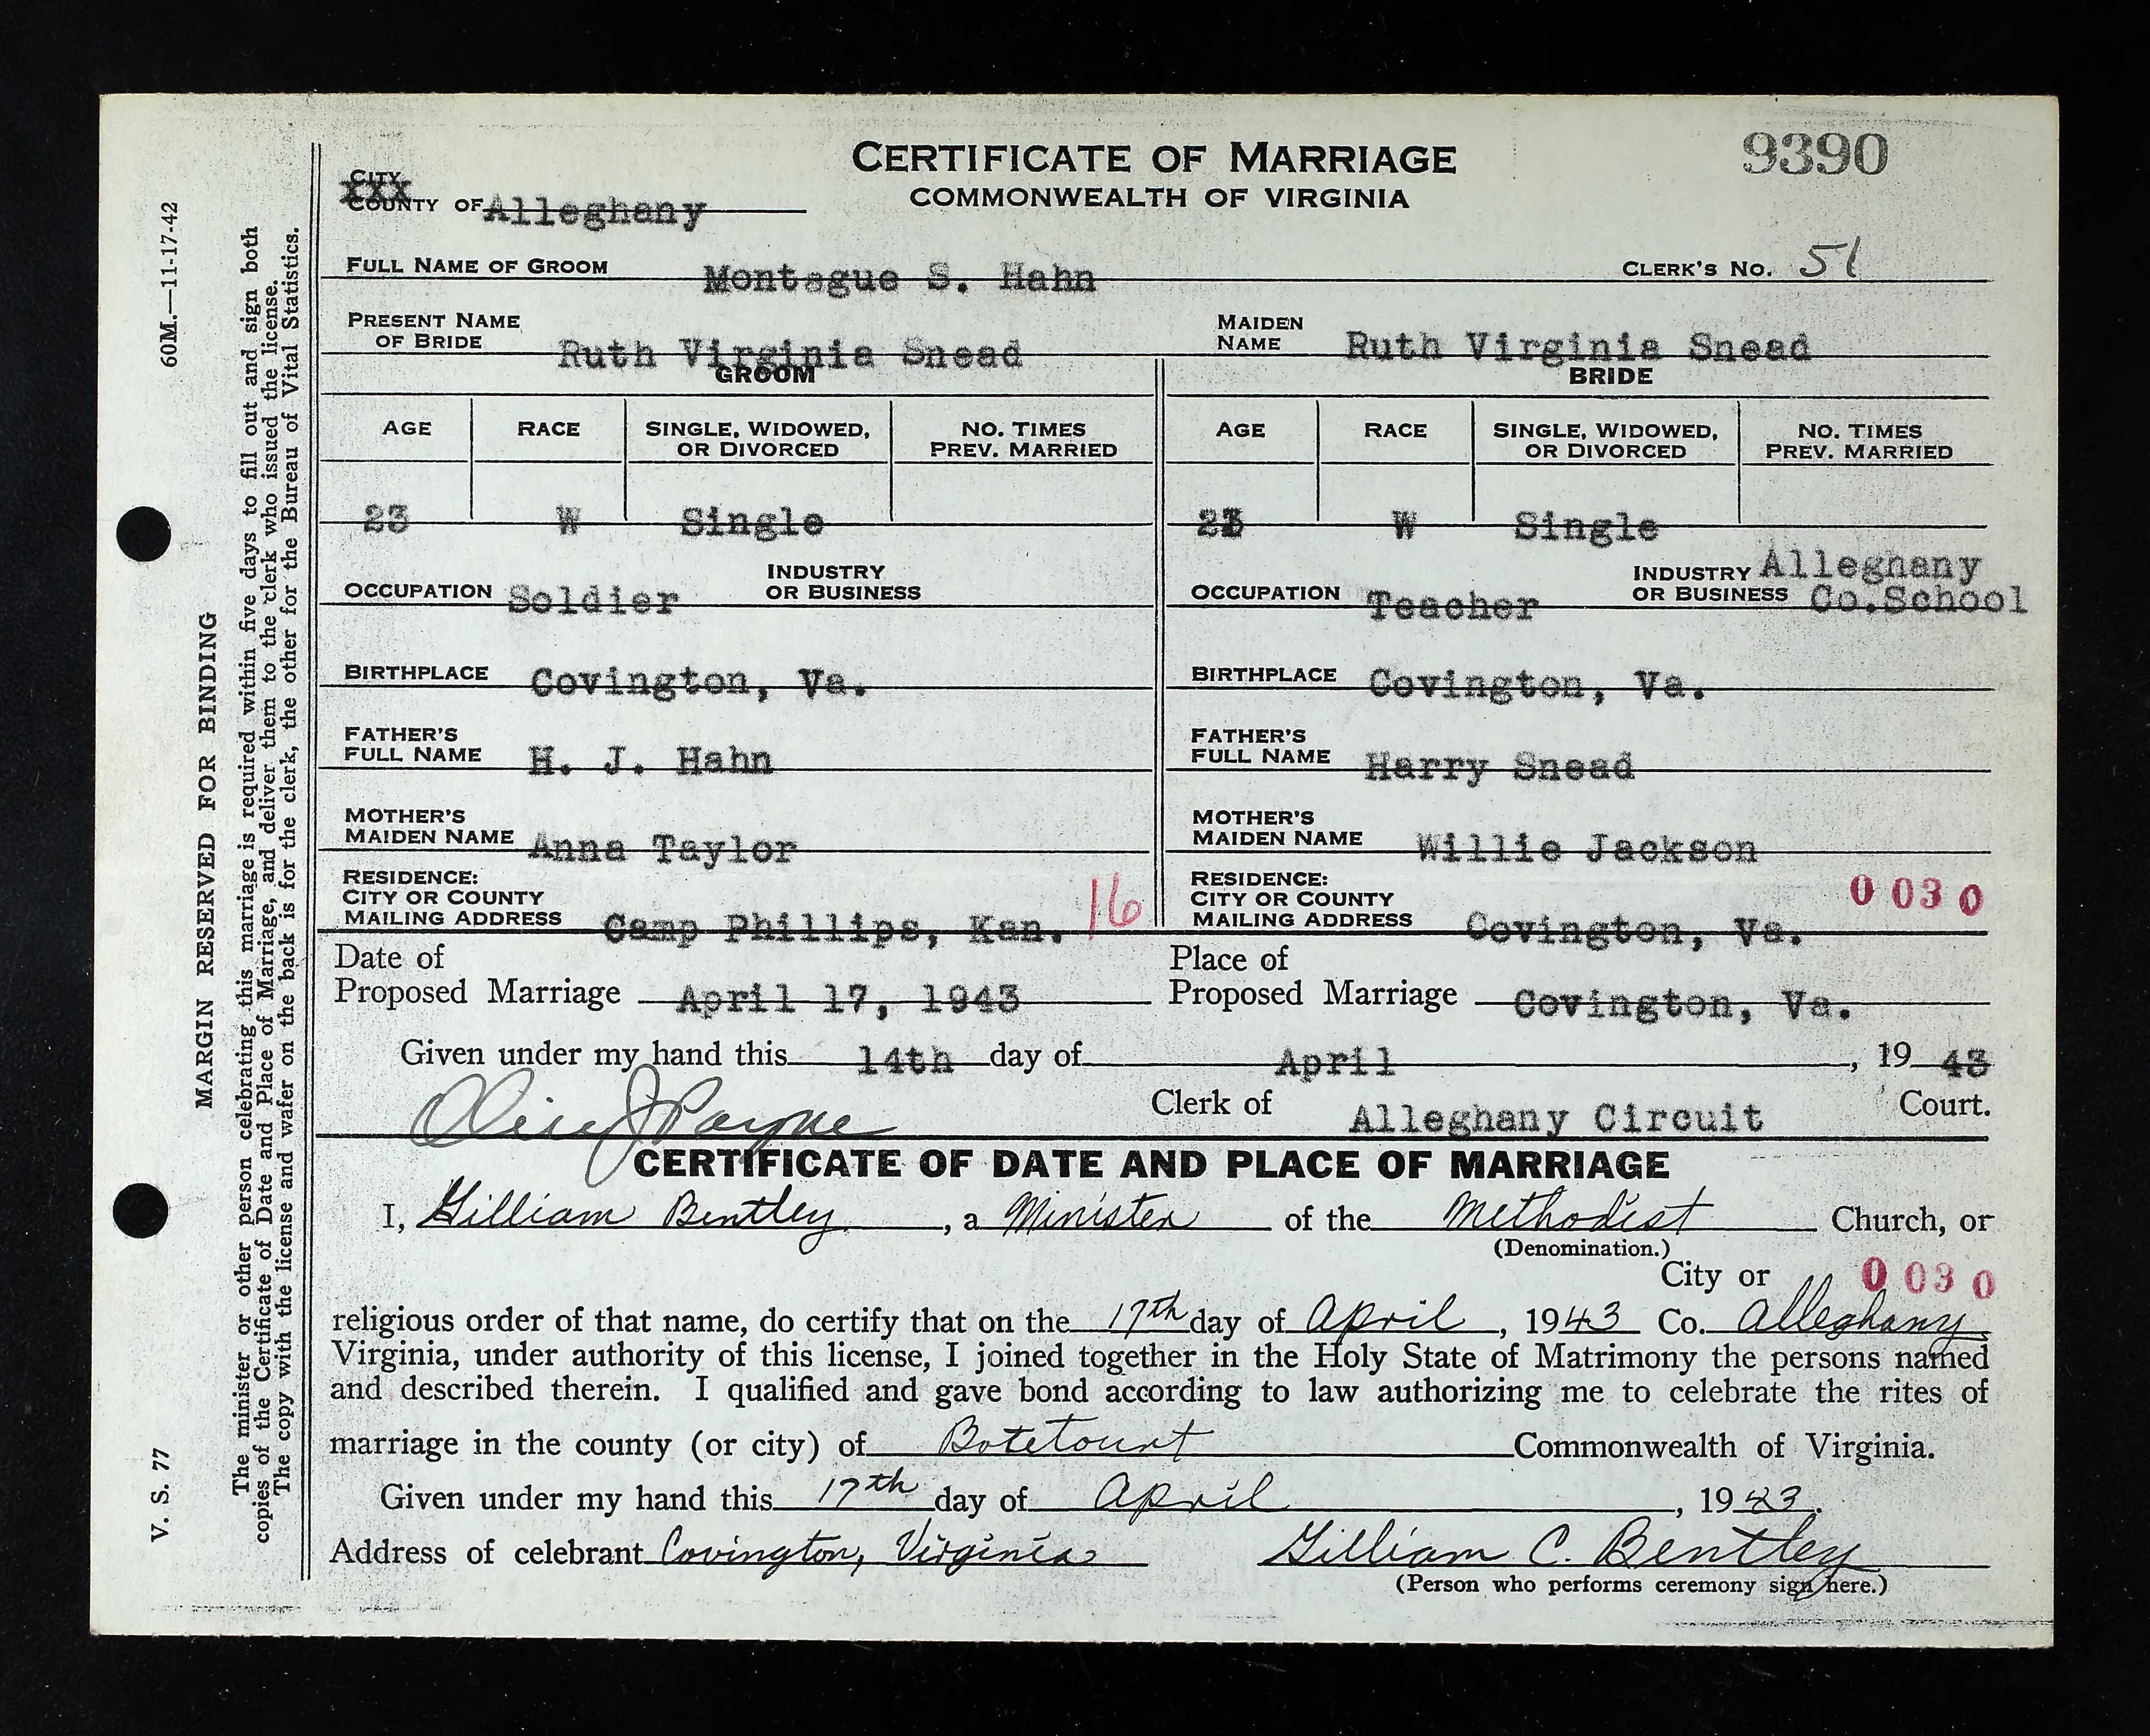 CERTIFICATE OF MARRIAGE
9390
COMMONWEALTH OF VIRGINIA
CITY
XXX
COUNTY OF Alleghany
FULL NAME OF GROOM Montague S. Hahn CLERK'S NO. 51
PRESENT NAME OF BRIDE Ruth Virginia Snead MAIDEN NAME Ruth Virginia Snead
GROOM BRIDE
AGE RACE SINGLE, WIDOWED, OR DIVORCED NO. TIMES PREV. MARRIED AGE RACE SINGLE, WIDOWED, OR DIVORCED NO. TIMES PREV. MARRIED
23 W Single W Single
OCCUPATION Soldier INDUSTRY OR BUSINESS OCCUPATION Teacher INDUSTRY OR BUSINESS Alleghany Co.School
BIRTHPLACE Covington, Va. BIRTHPLACE Covington, Va.
FATHER'S FULL NAME H. J. Hahn FATHER'S FULL NAME Harry Snead
MOTHER'S MAIDEN NAME Anna Taylor MOTHER'S MAIDEN NAME Willie Jackson
RESIDENCE: CITY OR COUNTY MAILING ADDRESS Camp Phillips, Kan. 16 RESIDENCE: CITY OR COUNTY MAILING ADDRESS Covington, Va. 0 030
Date of Proposed Marriage April 17, 1943 Place of Proposed Marriage Covington, Va.
Given under my hand this 14th day of April, 19 43
Payne Clerk of Alleghany Circuit Court.
CERTIFICATE OF DATE AND PLACE OF MARRIAGE
I, Gilliam Bentley, a Minister of the Methodist Church, or
(Denomination.)
City or 0 030
religious order of that name, do certify that on the 17th day of April, 1943 Co. Alleghany,
Virginia, under authority of this license, I joined together in the Holy State of Matrimony the persons named
and described therein. I qualified and gave bond according to law authorizing me to celebrate the rites of
marriage in the county (or city) of Botetourt Commonwealth of Virginia.
Given under my hand this 17th day of April, 1943.
Address of celebrant Covington, Virginia Gilliam C. Bentley
(Person who performs ceremony sign here.)
60M.—11-17-42
V. S. 77
MARGIN RESERVED FOR BINDING
The minister or other person celebrating this marriage is required within five days to fill out and sign both
copies of the Certificate of Date and Place of Marriage, and deliver them to the clerk who issued the license.
The copy with the license and wafer on the back is for the clerk, the other for the Bureau of Vital Statistics.